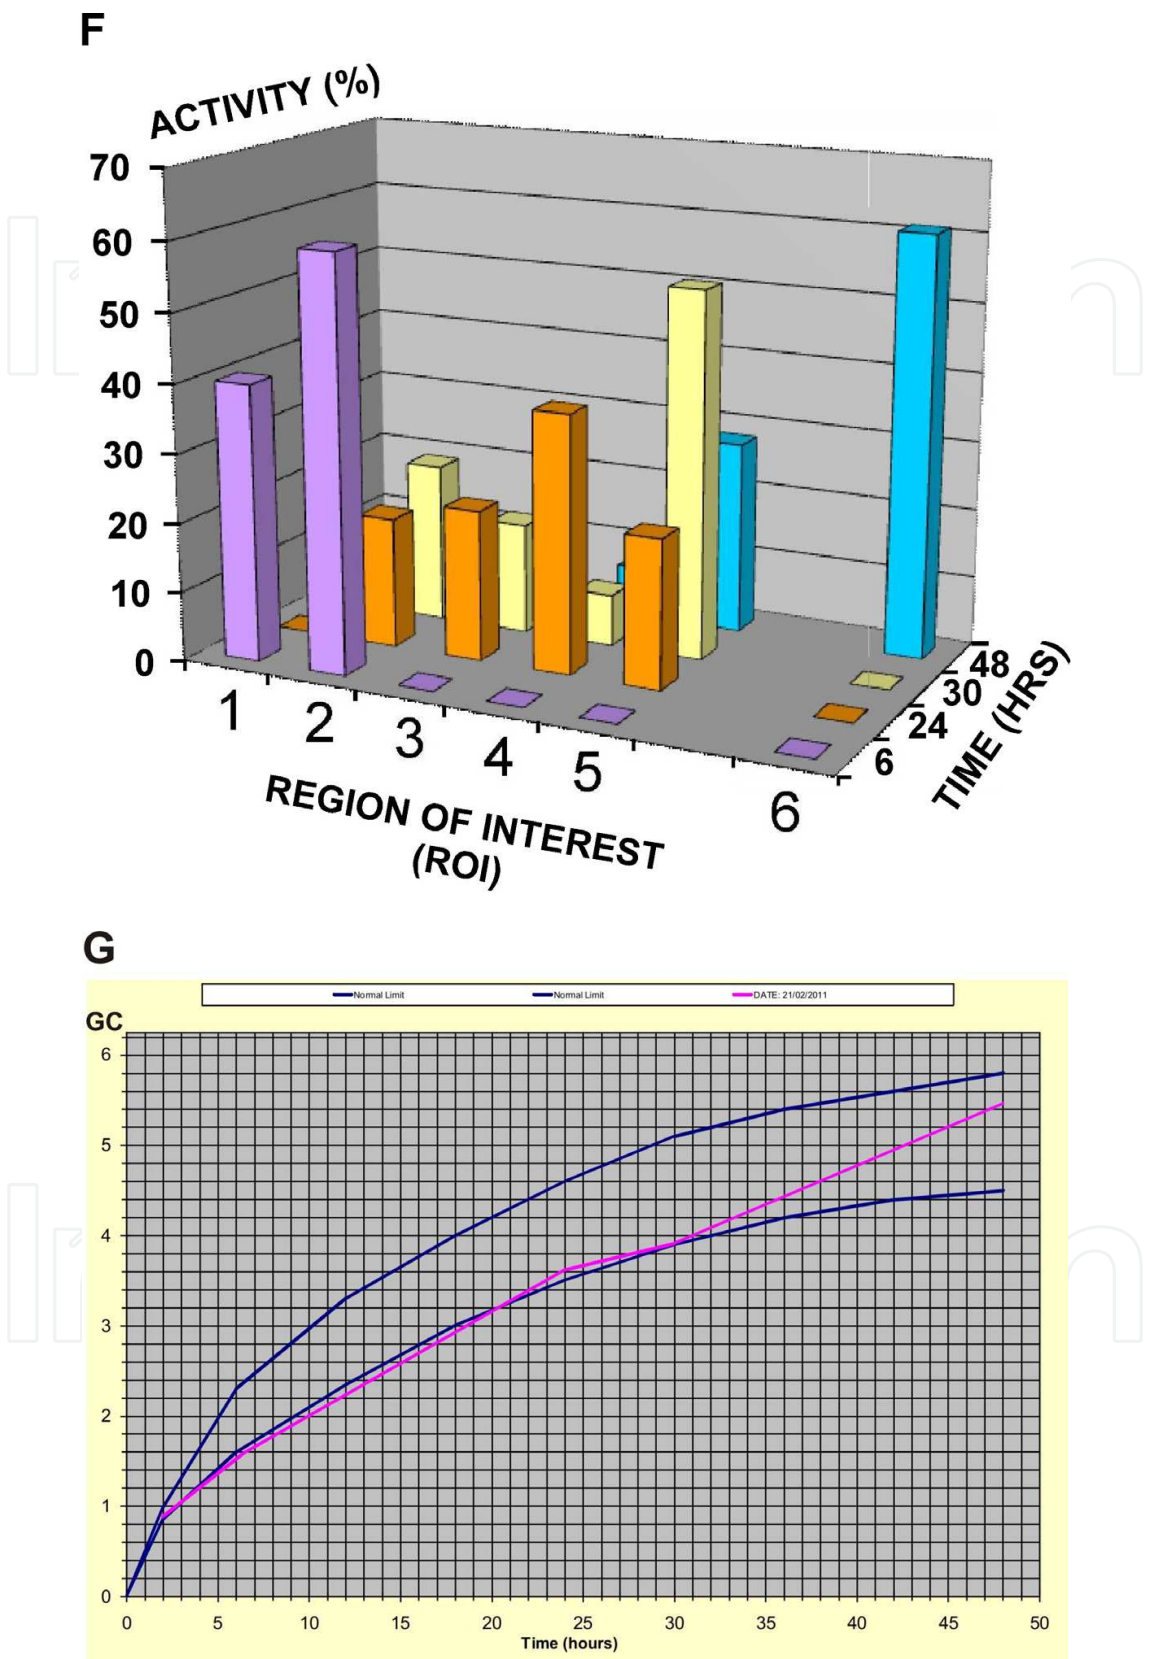 F
ACTIVITY (%)
70
60
50
40
30
20
10
0
1
2
3
4
5
6
48
30
24
6
TIME (HRS)
REGION OF INTEREST
(ROI)
G
Normal Limit Normal Limit DATE: 21/02/2011
GC
6
5
4
3
2
1
0
0 5 10 15 20 25 30 35 40 45 50
Time (hours)